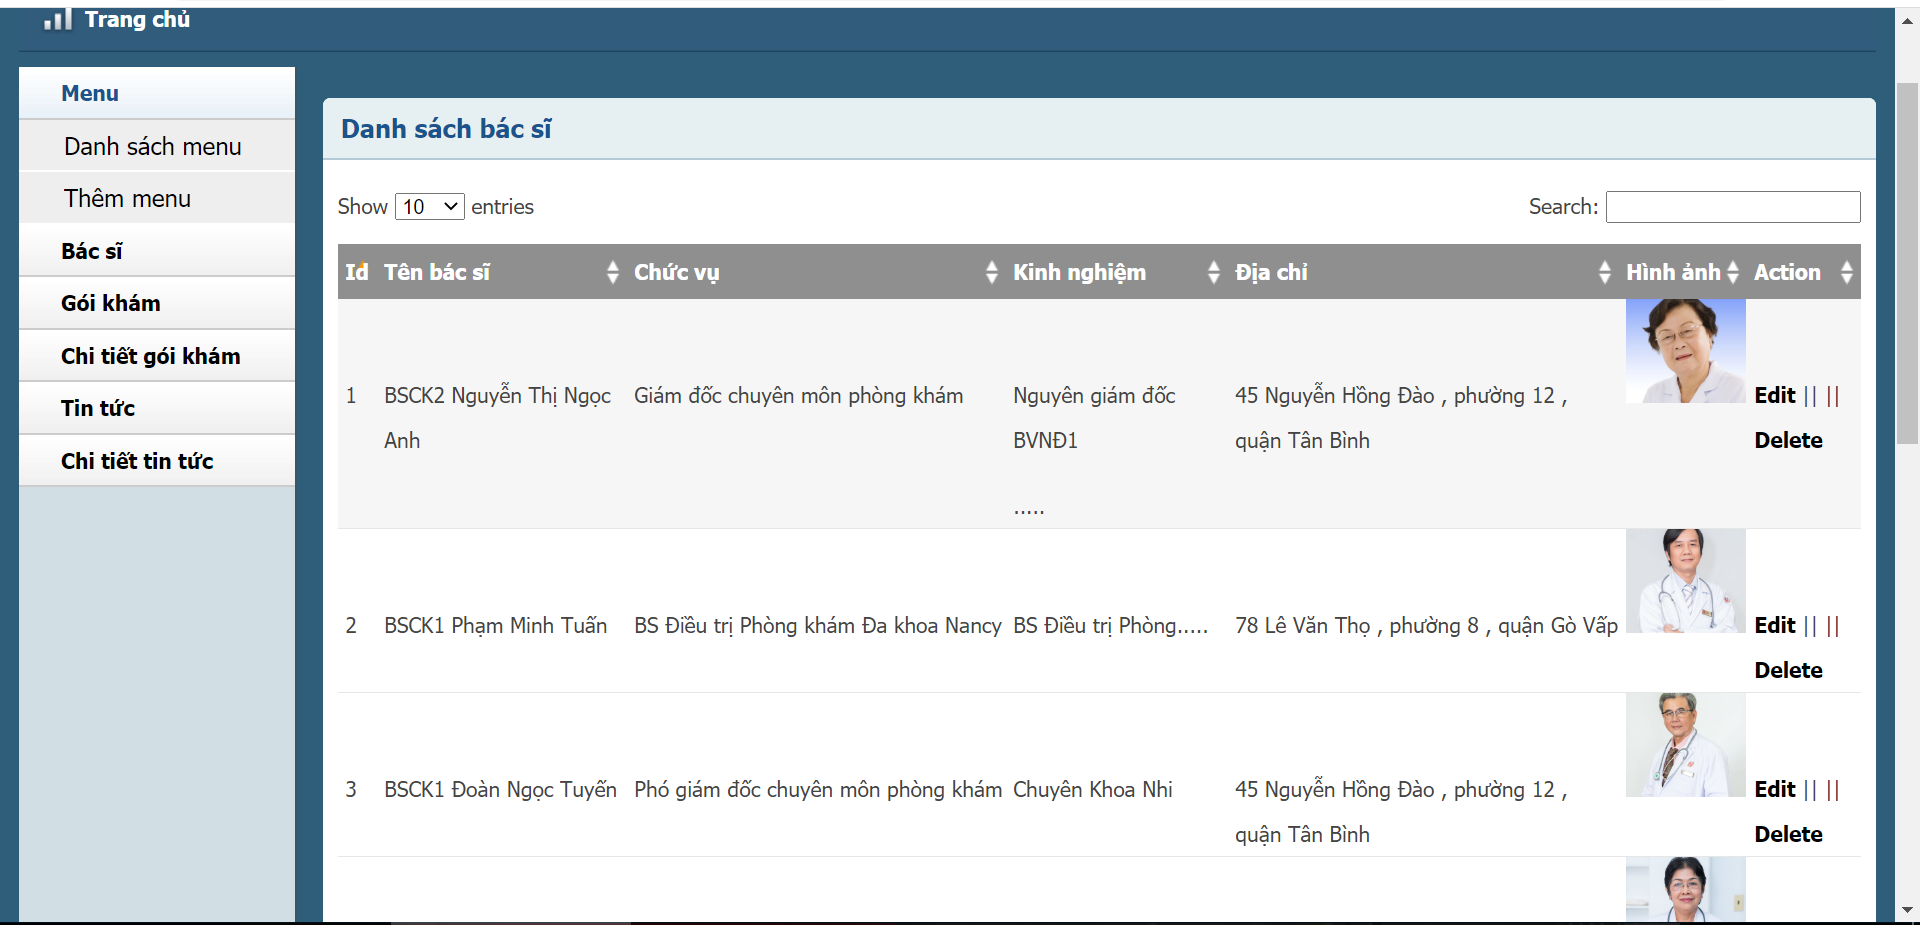 Trang chủ
Menu
Danh sách menu
Thêm menu
Bác sĩ
Gói khám
Chi tiết gói khám
Tin tức
Chi tiết tin tức
Danh sách bác sĩ
Show 10 entries
Search:
Id Tên bác sĩ Chức vụ Kinh nghiệm Địa chỉ Hình ảnh Action
1 BSCK2 Nguyễn Thị Ngọc Giám đốc chuyên môn phòng khám Nguyên giám đốc 45 Nguyễn Hồng Đào , phường 12 , Edit || ||
Anh BVNĐ1 quận Tân Bình Delete
.....
2 BSCK1 Phạm Minh Tuấn BS Điều trị Phòng khám Đa khoa Nancy BS Điều trị Phòng..... 78 Lê Văn Thọ , phường 8 , quận Gò Vấp Edit || ||
Delete
3 BSCK1 Đoàn Ngọc Tuyến Phó giám đốc chuyên môn phòng khám Chuyên Khoa Nhi 45 Nguyễn Hồng Đào , phường 12 , Edit || ||
quận Tân Bình Delete